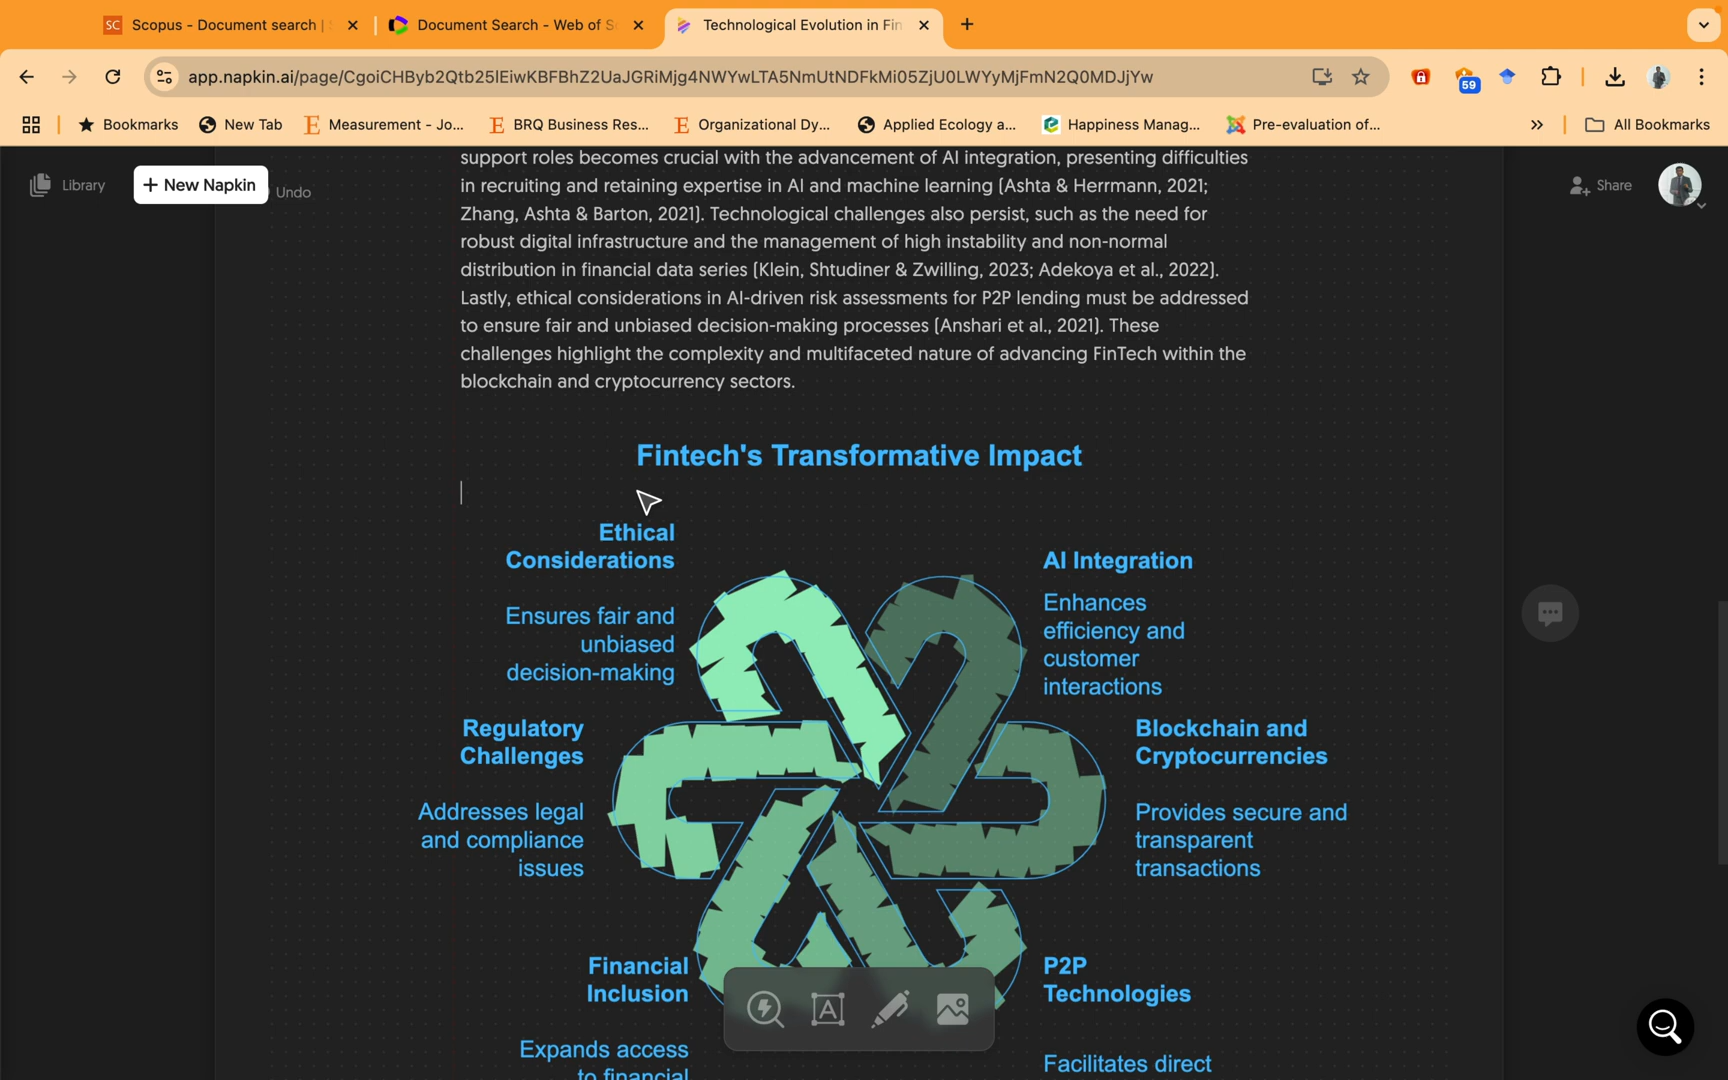 Scopus - Document search |
Document Search - Web of Sc
Technological Evolution in Fin
app.napkin.ai/page/CgoiCHByb2Qtb25lEiwKBFBhZ2UaJGRiMjg4NWYwLTA5NmUtNDFkMi05ZjU0LWYyMjFmN2Q0MDJjYw
59
Bookmarks
New Tab
Measurement - Jo...
BRQ Business Res...
Organizational Dy...
Applied Ecology a...
Happiness Manag...
Pre-evaluation of...
All Bookmarks
Library
+ New Napkin
Undo
Share
support roles becomes crucial with the advancement of AI integration, presenting difficulties
in recruiting and retaining expertise in AI and machine learning (Ashta & Herrmann, 2021;
Zhang, Ashta & Barton, 2021). Technological challenges also persist, such as the need for
robust digital infrastructure and the management of high instability and non-normal
distribution in financial data series (Klein, Shtudiner & Zwilling, 2023; Adekoya et al., 2022).
Lastly, ethical considerations in AI-driven risk assessments for P2P lending must be addressed
to ensure fair and unbiased decision-making processes (Anshari et al., 2021). These
challenges highlight the complexity and multifaceted nature of advancing FinTech within the
blockchain and cryptocurrency sectors.
Fintech's Transformative Impact
Ethical
Considerations
Ensures fair and
unbiased
decision-making
AI Integration
Enhances
efficiency and
customer
interactions
Regulatory
Challenges
Addresses legal
and compliance
issues
Blockchain and
Cryptocurrencies
Provides secure and
transparent
transactions
Financial
Inclusion
Expands access
to financial
P2P
Technologies
Facilitates direct